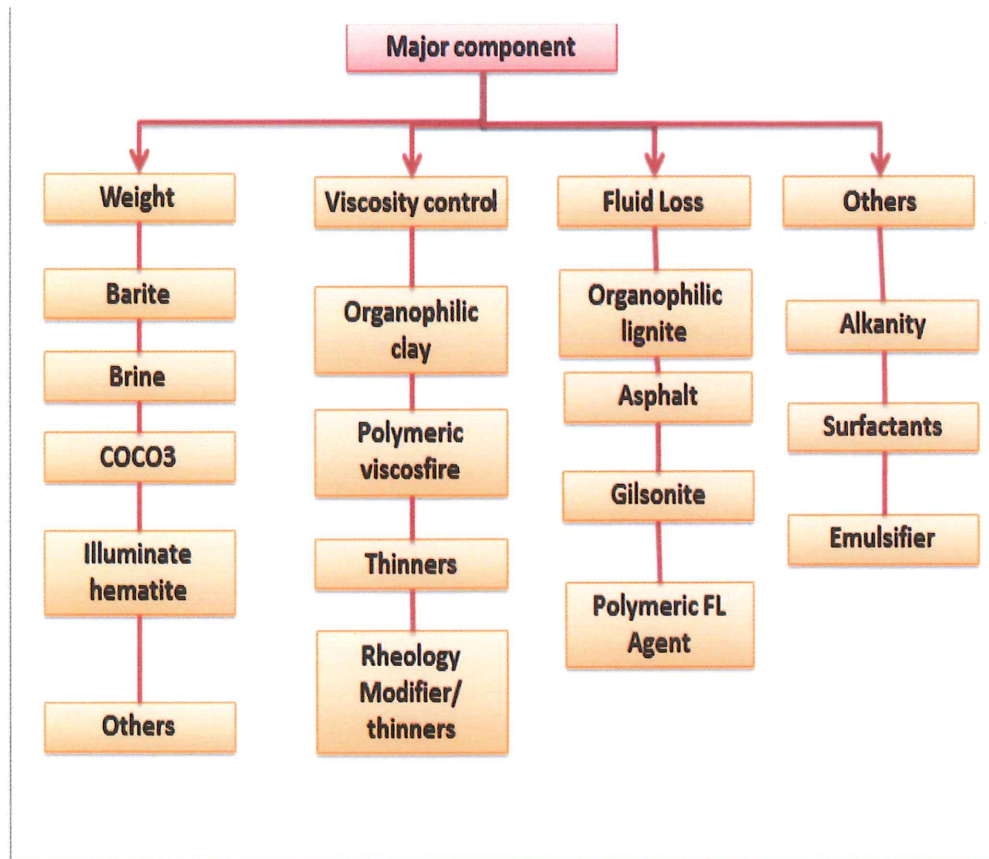 Major component
Weight
Barite
Brine
COCO3
Illuminate
hematite
Others
Viscosity control
Organophilic
clay
Polymeric
viscosfire
Thinners
Rheology
Modifier/
thinners
Fluid Loss
Organophilic
lignite
Asphalt
Gilsonite
Polymeric FL
Agent
Others
Alkanity
Surfactants
Emulsifier